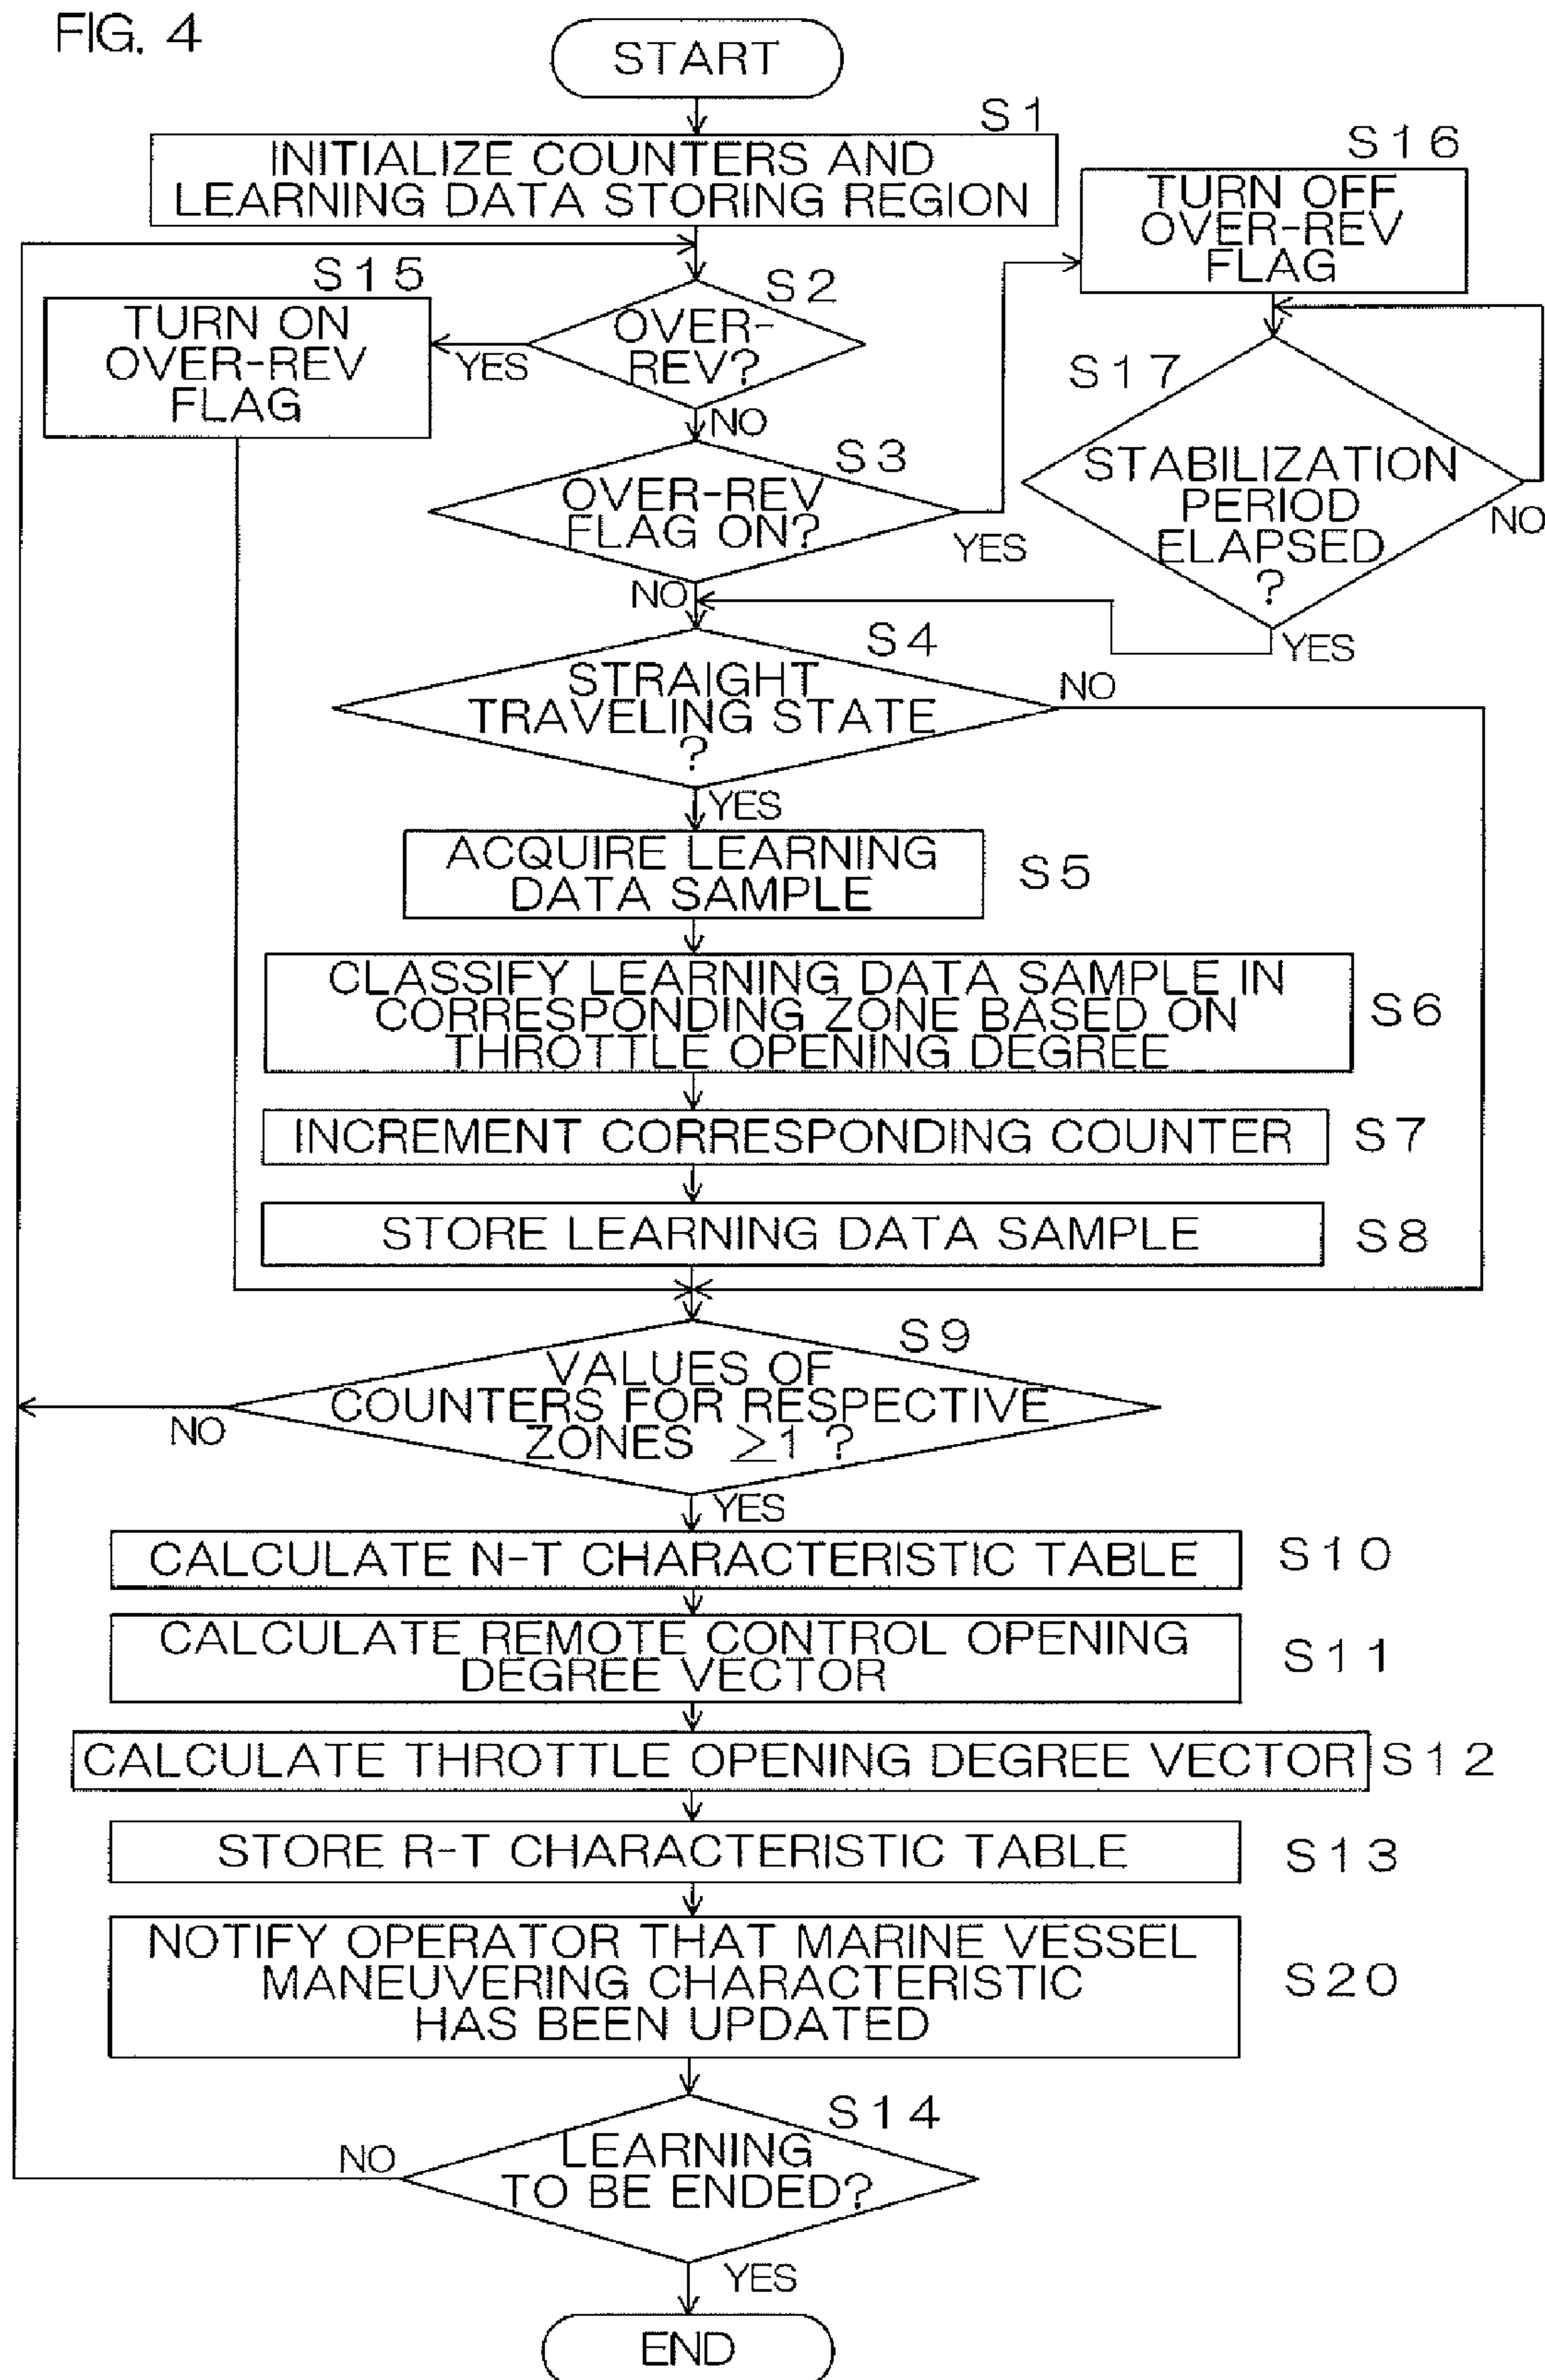 FIG. 4
START
S1
INITIALIZE COUNTERS AND
LEARNING DATA STORING REGION
S16
TURN OFF
OVER-REV
FLAG
S15
TURN ON
OVER-REV
FLAG
S2
OVER-
REV?
YES
NO
S17
STABILIZATION
PERIOD
ELAPSED
?
NO
YES
S3
OVER-REV
FLAG ON?
YES
NO
S4
STRAIGHT
TRAVELING STATE
?
NO
YES
ACQUIRE LEARNING
DATA SAMPLE
S5
CLASSIFY LEARNING DATA SAMPLE IN
CORRESPONDING ZONE BASED ON
THROTTLE OPENING DEGREE
S6
INCREMENT CORRESPONDING COUNTER
S7
STORE LEARNING DATA SAMPLE
S8
S9
VALUES OF
COUNTERS FOR RESPECTIVE
ZONES ≥1 ?
NO
YES
CALCULATE N-T CHARACTERISTIC TABLE
S10
CALCULATE REMOTE CONTROL OPENING
DEGREE VECTOR
S11
CALCULATE THROTTLE OPENING DEGREE VECTOR
S12
STORE R-T CHARACTERISTIC TABLE
S13
NOTIFY OPERATOR THAT MARINE VESSEL
MANEUVERING CHARACTERISTIC
HAS BEEN UPDATED
S20
S14
LEARNING
TO BE ENDED?
NO
YES
END